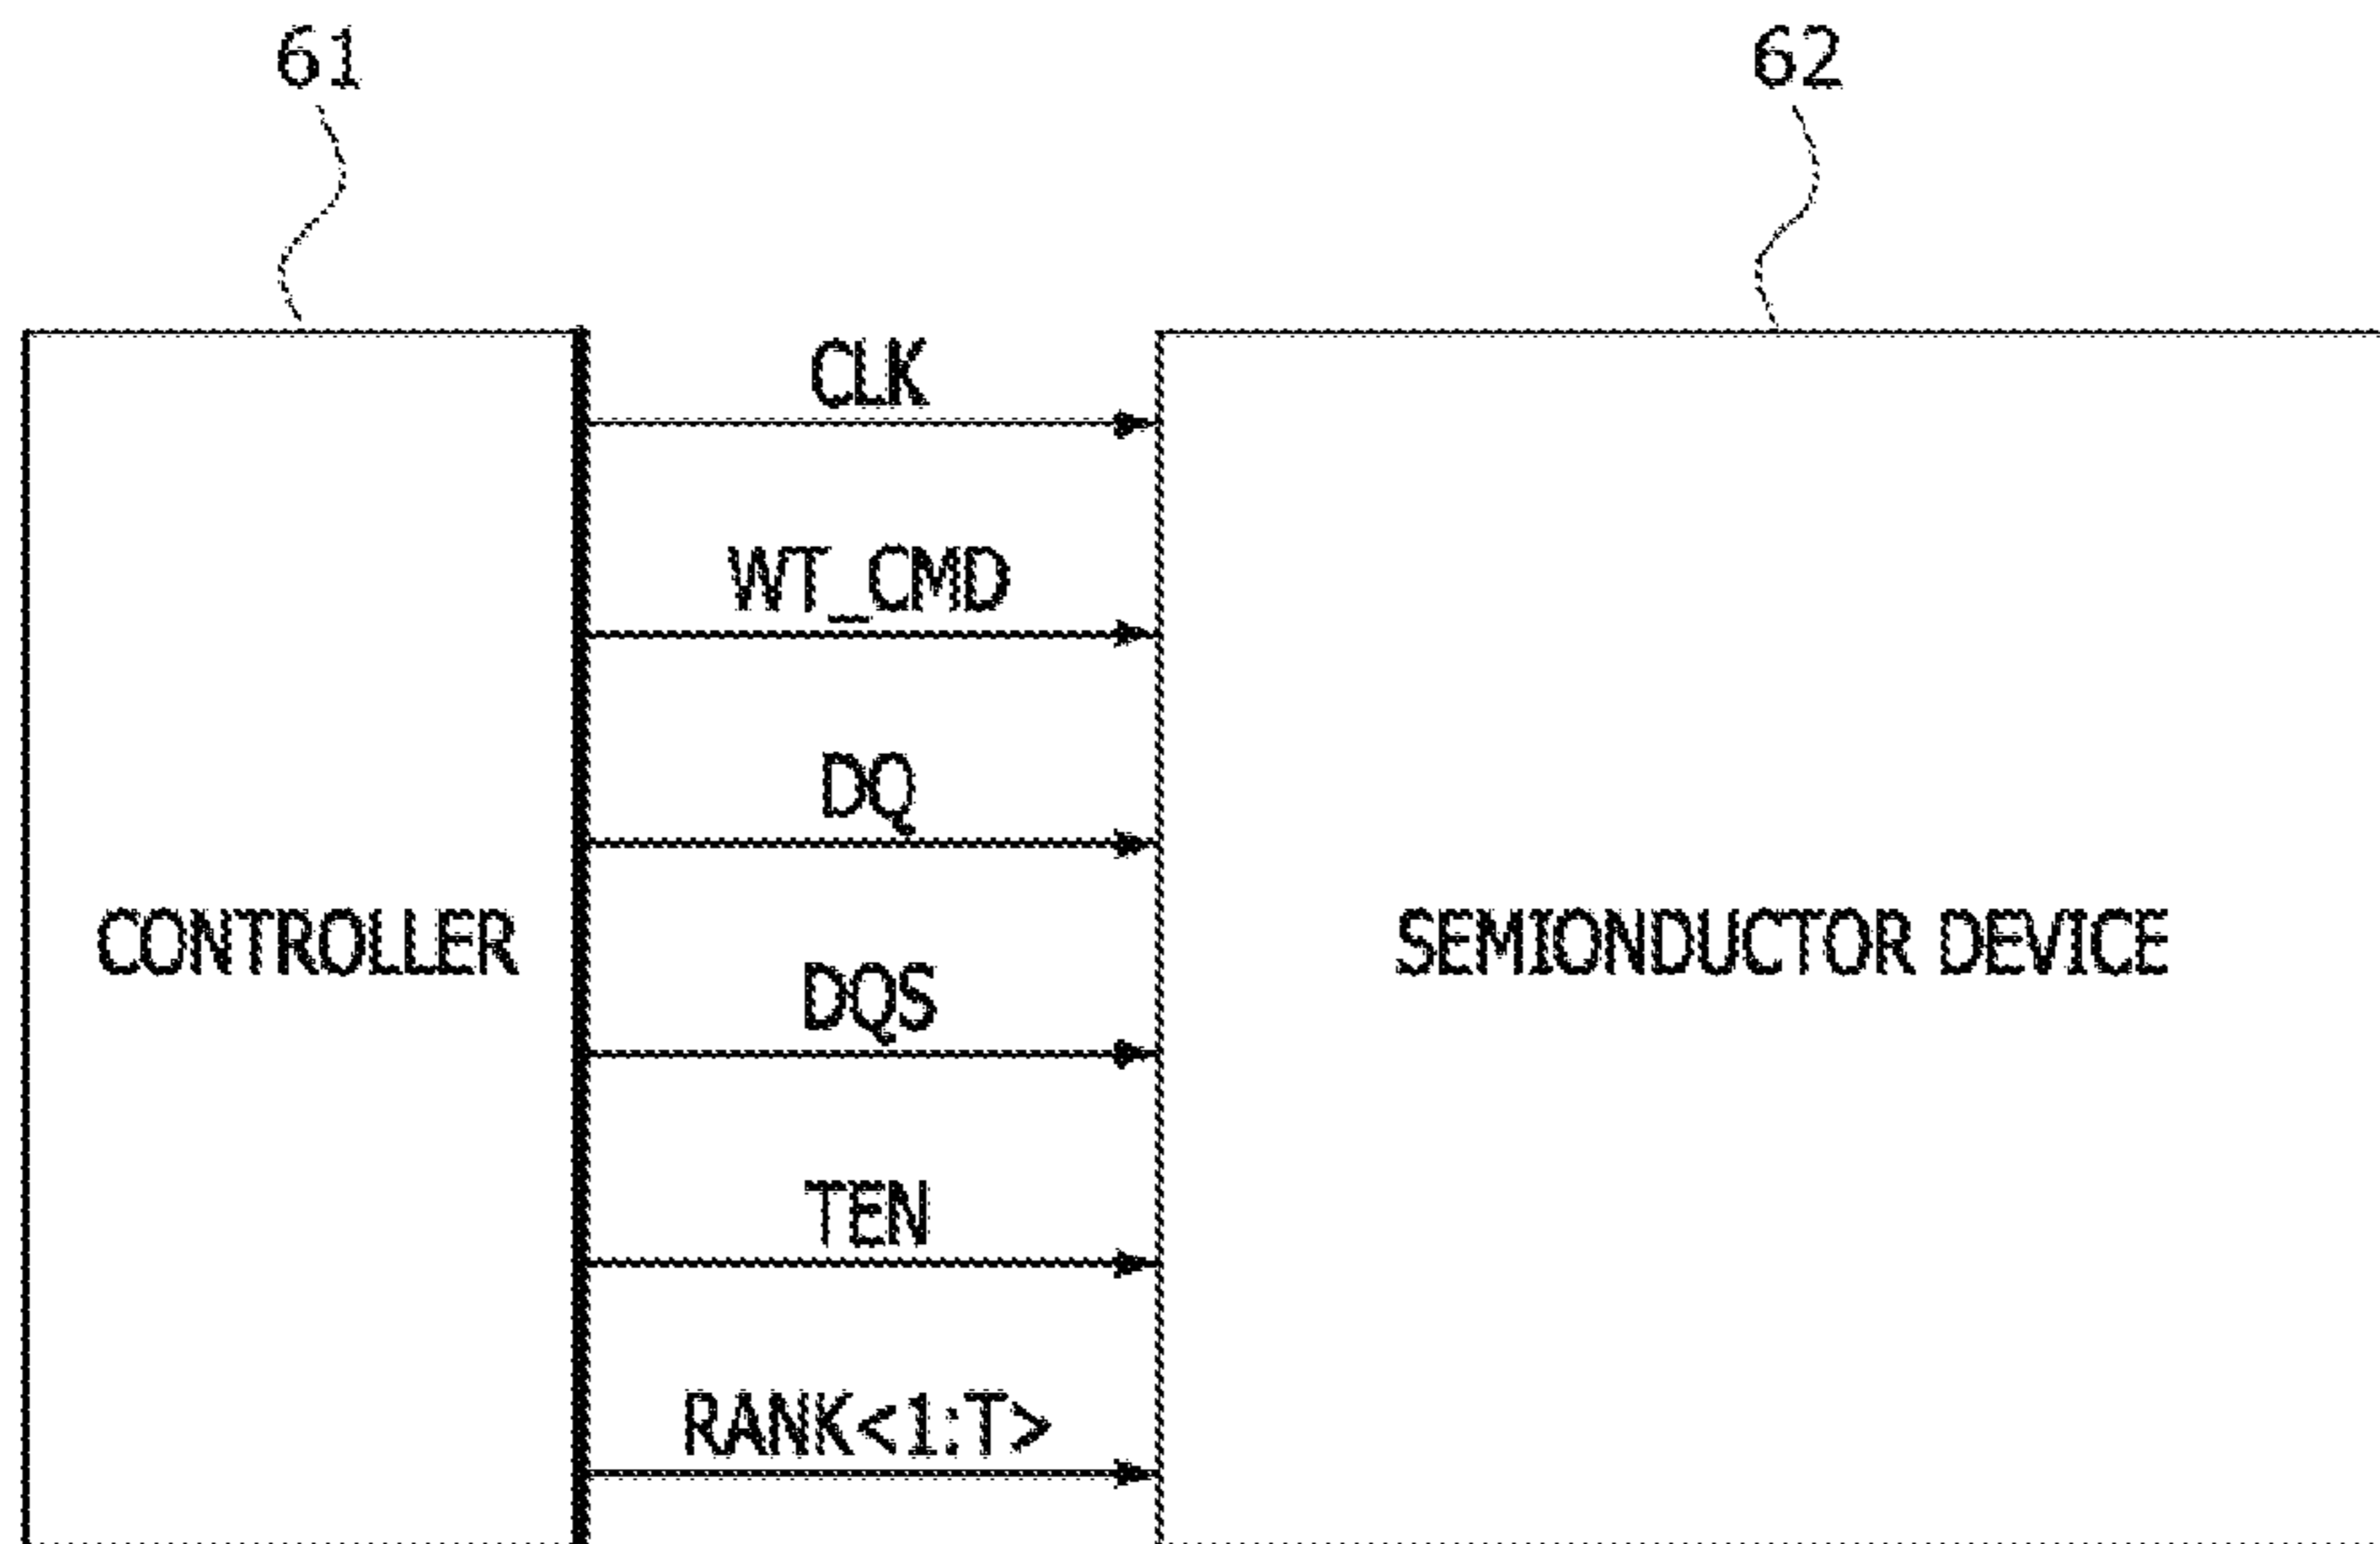 61
62
CLK
WT_CMD
DQ
CONTROLLER
SEMIONDUCTOR DEVICE
DQS
TEN
RANK<1:T>